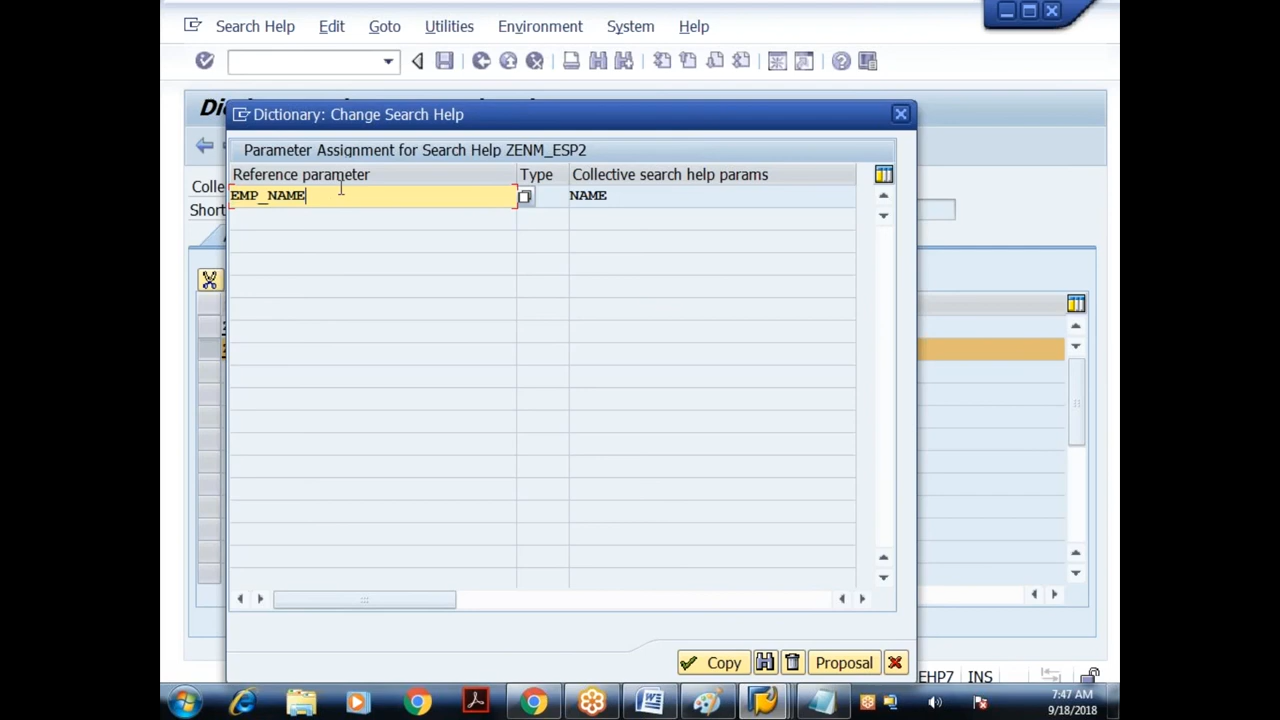 Search Help Edit Goto Utilities Environment System Help
Dictionary: Change Search Help
Parameter Assignment for Search Help ZENM_ESP2
Reference parameter Type Collective search help params
EMP_NAME NAME
Short
Copy Proposal
EHP7 INS
7:47 AM
9/18/2018